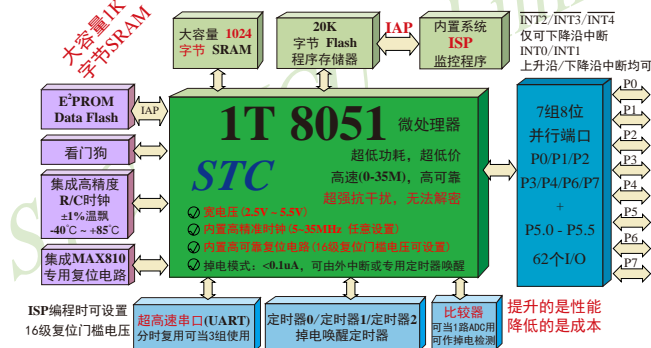 大容量1K
字节SRAM
大容量 1024
字节 SRAM
20K
字节 Flash
程序存储器
IAP
内置系统
ISP
监控程序
INT2/INT3/INT4
仅可下降沿中断
INT0/INT1
上升沿/下降沿中断均可
E²PROM
Data Flash
IAP
看门狗
集成高精度
R/C时钟
±1%温飘
-40℃~+85℃
集成MAX810
专用复位电路
1T 8051 微处理器
STC
超低功耗，超低价
高速(0-35M)，高可靠
超强抗干扰，无法解密
宽电压(2.5V~5.5V)
内置高精准时钟(5~35MHz 任意设置)
内置高可靠复位电路(16级复位门槛电压可设置)
掉电模式：<0.1uA，可由外中断或专用定时器唤醒
7组8位
并行端口
P0/P1/P2
P3/P4/P6/P7
+
P5.0 - P5.5
62个I/O
P0
P1
P2
P3
P4
P5
P6
P7
ISP编程时可设置
16级复位门槛电压
超高速串口(UART)
分时复用可当3组使用
定时器0/定时器1/定时器2
掉电唤醒定时器
比较器
可当1路ADC用
可作掉电检测
提升的是性能
降低的是成本